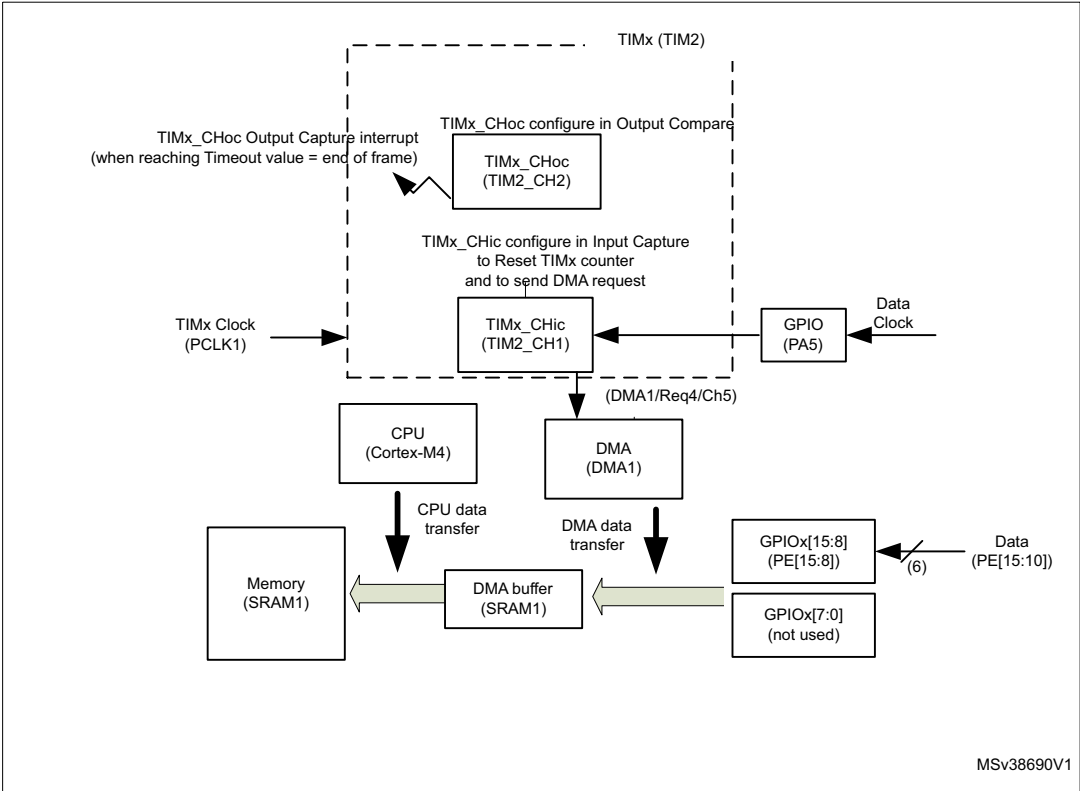 TIMx (TIM2)
TIMx_CHoc Output Capture interrupt
(when reaching Timeout value = end of frame)
TIMx_CHoc configure in Output Compare
TIMx_CHoc
(TIM2_CH2)
TIMx_CHic configure in Input Capture
to Reset TIMx counter
and to send DMA request
TIMx Clock
(PCLK1)
TIMx_CHic
(TIM2_CH1)
GPIO
(PA5)
Data
Clock
(DMA1/Req4/Ch5)
CPU
(Cortex-M4)
DMA
(DMA1)
CPU data
transfer
DMA data
transfer
GPIOx[15:8]
(PE[15:8])
(6)
Data
(PE[15:10])
Memory
(SRAM1)
DMA buffer
(SRAM1)
GPIOx[7:0]
(not used)
MSv38690V1